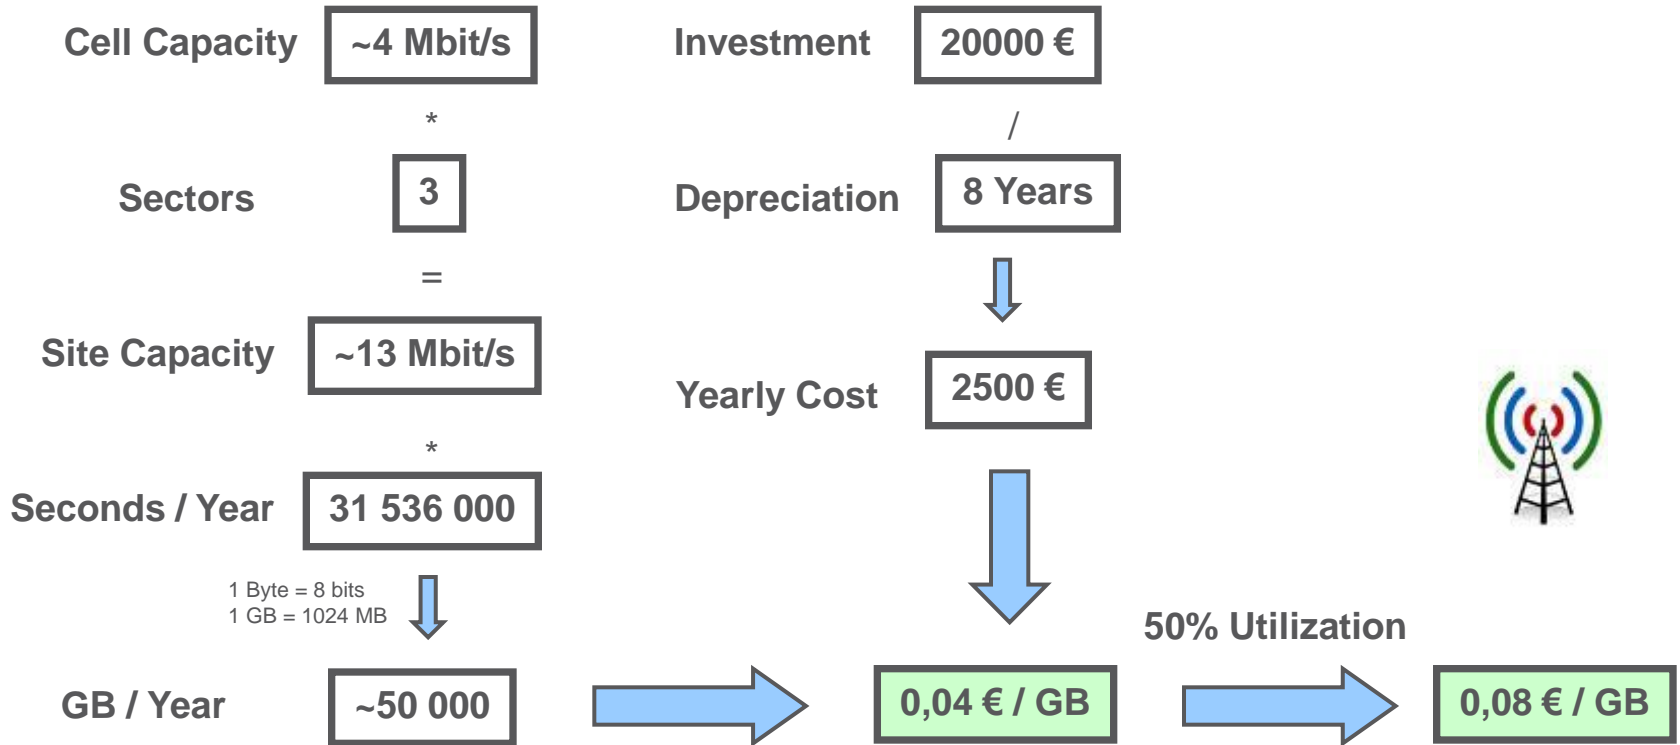 Cell Capacity ~4 Mbit/s
*
Sectors 3
=
Site Capacity ~13 Mbit/s
*
Seconds / Year 31 536 000
1 Byte = 8 bits
1 GB = 1024 MB
GB / Year ~50 000
Investment 20000 €
/
Depreciation 8 Years
Yearly Cost 2500 €
0,04 € / GB
50% Utilization
0,08 € / GB